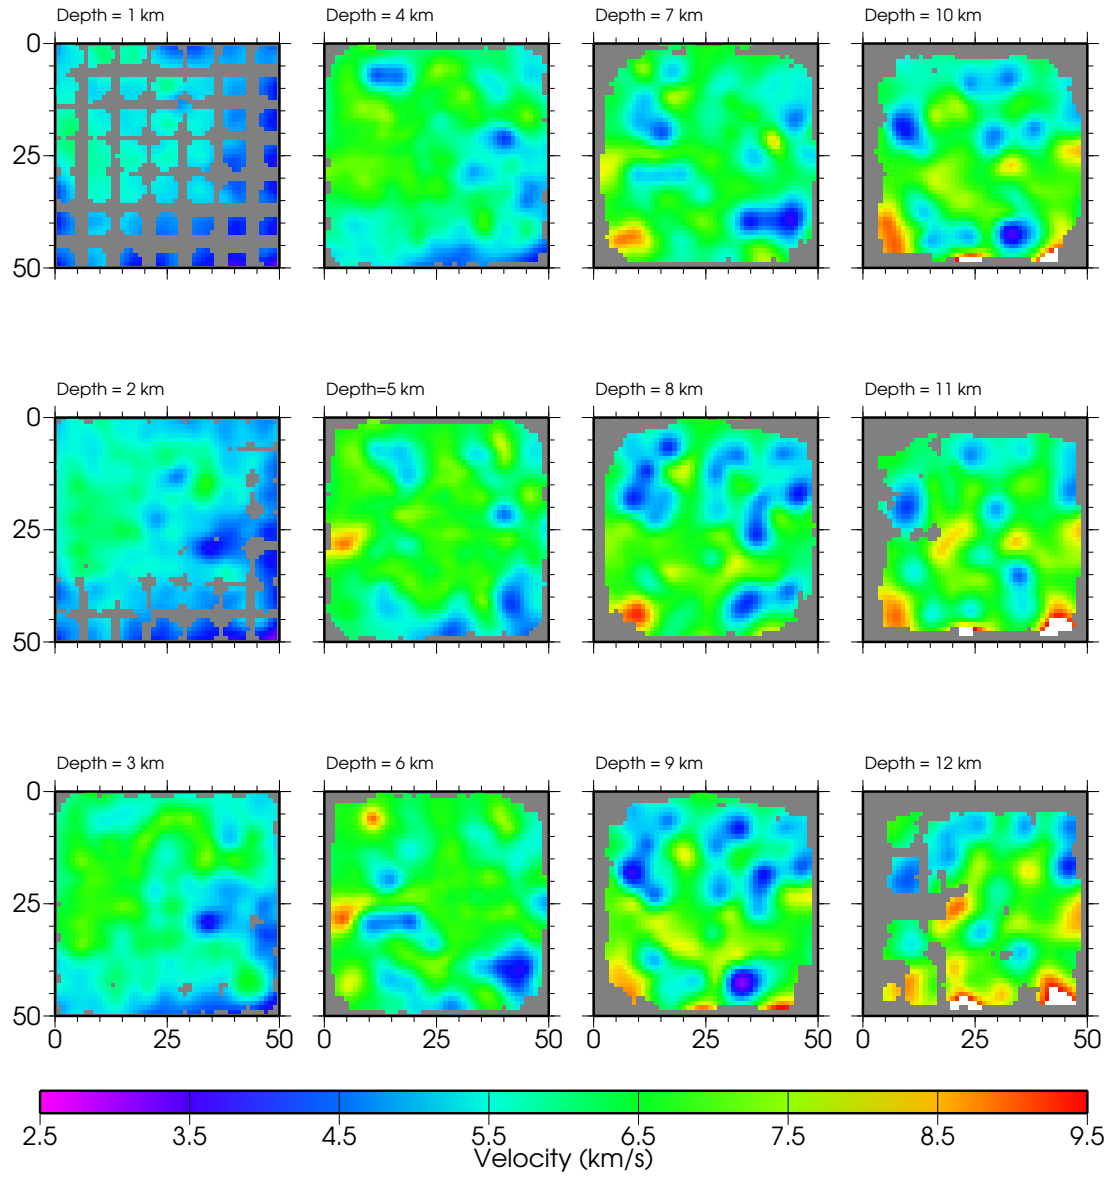 Depth = 1 km Depth = 4 km Depth = 7 km Depth = 10 km
0
25
50
Depth = 2 km Depth=5 km Depth = 8 km Depth = 11 km
0
25
50
Depth = 3 km Depth = 6 km Depth = 9 km Depth = 12 km
0
25
50
0 25 50 0 25 50 0 25 50 0 25 50
2.5 3.5 4.5 5.5 6.5 7.5 8.5 9.5
Velocity (km/s)